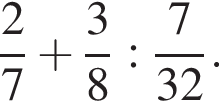 2/7 + 3/8 : 7/32.